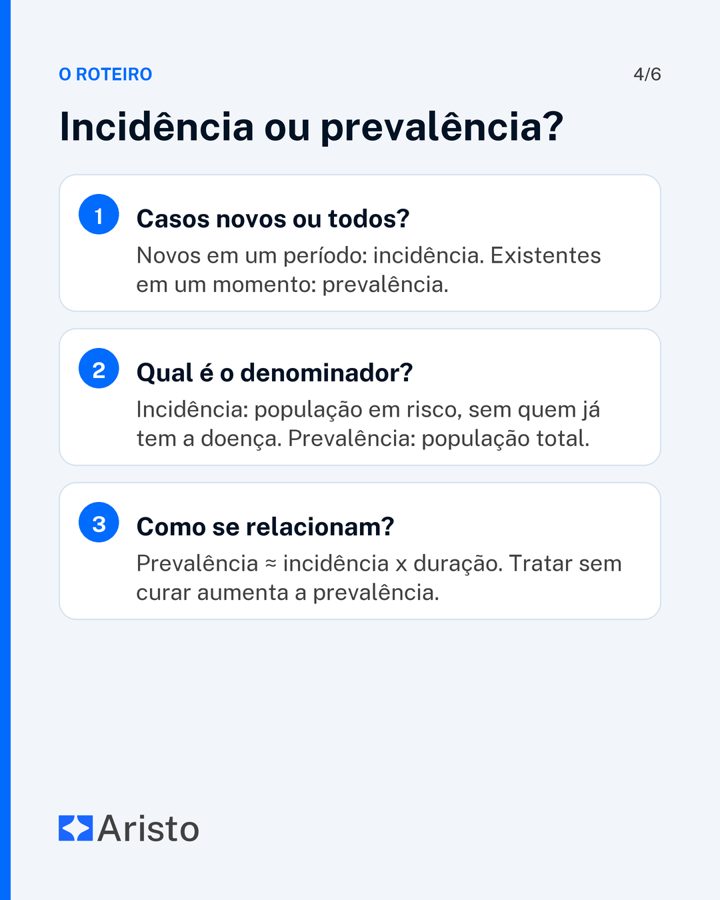 O ROTEIRO
4/6
Incidência ou prevalência?
1
Casos novos ou todos?
Novos em um período: incidência. Existentes
em um momento: prevalência.
2
Qual é o denominador?
Incidência: população em risco, sem quem já
tem a doença. Prevalência: população total.
3
Como se relacionam?
Prevalência ≈ incidência x duração. Tratar sem
curar aumenta a prevalência.
Aristo